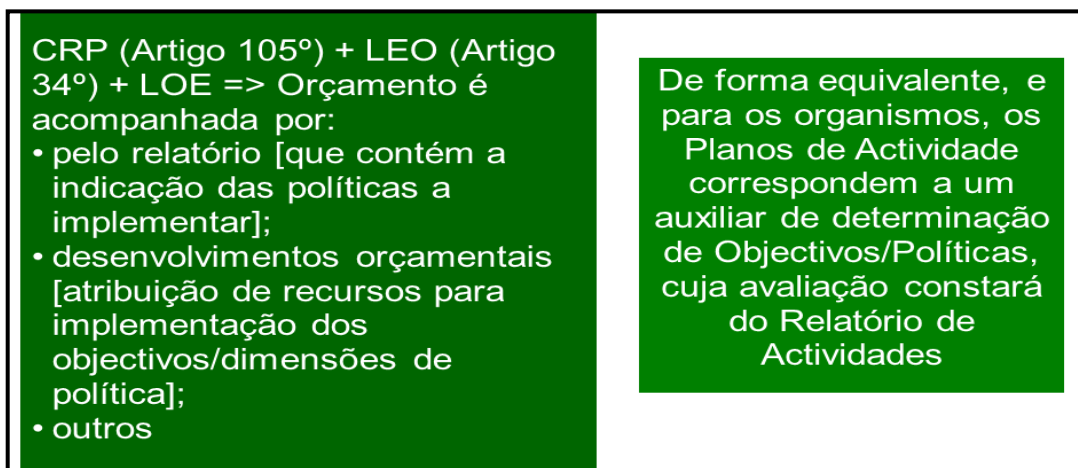 CRP (Artigo 105º) + LEO (Artigo
34º) + LOE => Orçamento é
acompanhada por:
• pelo relatório [que contém a
indicação das políticas a
implementar];
• desenvolvimentos orçamentais
[atribuição de recursos para
implementação dos
objectivos/dimensões de
política];
• outros
De forma equivalente, e
para os organismos, os
Planos de Actividade
correspondem a um
auxiliar de determinação
de Objectivos/Políticas,
cuja avaliação constará
do Relatório de
Actividades